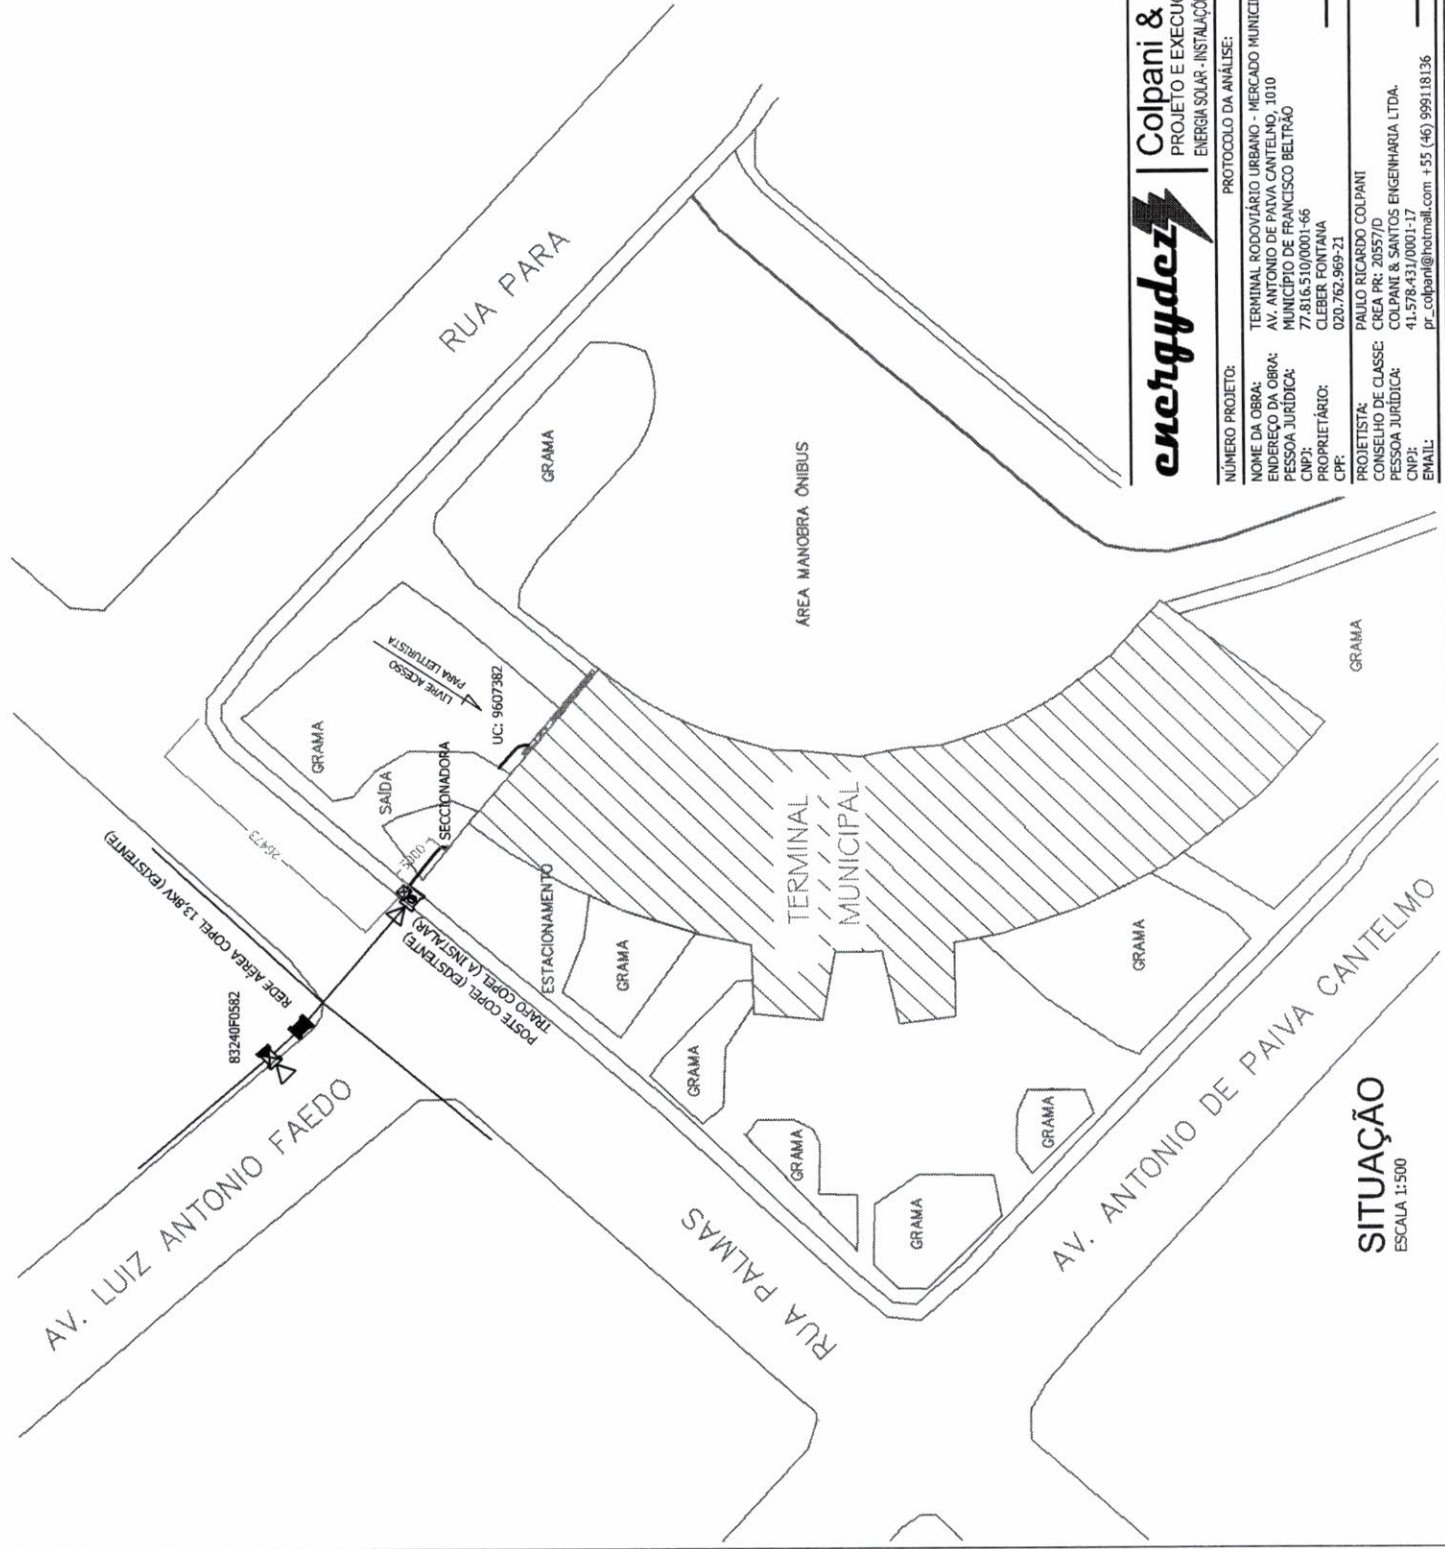 RUA PARA
GRAMA
ÁREA MANOBRA ÔNIBUS
LIVRE ACESSO
PARA LEITURISTA
UC: 9607382
GRAMA
SAÍDA
SECCIONADORA
26473
REDE AÉREA COPEL 13,8KV (EXISTENTE)
83240F0582
POSTE COPEL (EXISTENTE)
TRAFO COPEL (A INSTALAR)
ESTACIONAMENTO
GRAMA
TERMINAL
MUNICIPAL
GRAMA
GRAMA
GRAMA
GRAMA
GRAMA
GRAMA
AV. LUIZ ANTONIO FAEDO
RUA PALMAS
AV. ANTONIO DE PAIVA CANTELMO
SITUAÇÃO
ESCALA 1:500
energydez
Colpani &
PROJETO E EXECUÇ
ENERGIA SOLAR - INSTALAÇÕ
NÚMERO PROJETO: PROTOCOLO DA ANÁLISE:
NOME DA OBRA: TERMINAL RODOVIÁRIO URBANO - MERCADO MUNICI
ENDEREÇO DA OBRA: AV. ANTONIO DE PAIVA CANTELMO, 1010
PESSOA JURÍDICA: MUNICÍPIO DE FRANCISCO BELTRÃO
CNPJ: 77.816.510/0001-66
PROPRIETÁRIO: CLEBER FONTANA
CPF: 020.762.969-21
PROJETISTA: PAULO RICARDO COLPANI
CONSELHO DE CLASSE: CREA PR: 20557/D
PESSOA JURÍDICA: COLPANI & SANTOS ENGENHARIA LTDA.
CNPJ: 41.578.431/0001-17
EMAIL: pr_colpani@hotmail.com +55 (46) 999118136